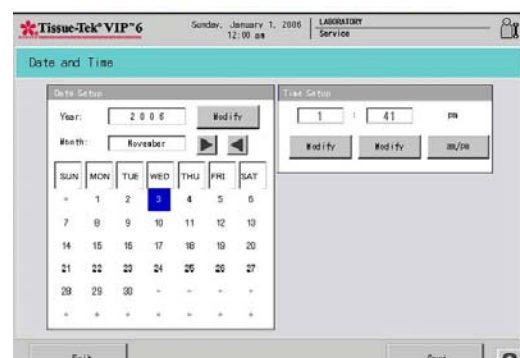 Tissue-Tek® VIP™6
Sunday, January 1, 2006
12:00 am
LABORATORY
Service
Date and Time
Date Setup
Year: 2006 Modify
Month: November
SUN MON TUE WED THU FRI SAT
- 1 2 3 4 5 6
7 8 9 10 11 12 13
14 15 16 17 18 19 20
21 22 23 24 25 26 27
28 29 30 - - - -
- - - - - - -
Time Setup
1 : 41 pm
Modify Modify am/pm
Exit